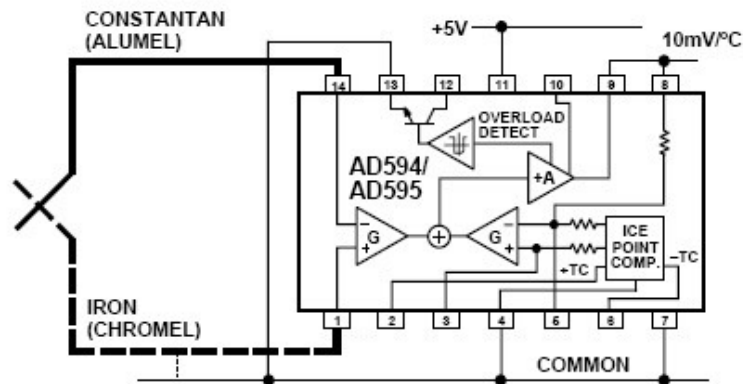 CONSTANTAN
(ALUMEL)
+5V
10mV/°C
14 13 12 11 10 9 8
OVERLOAD
DETECT
AD594/
AD595
+A
– G +
G – +
ICE
POINT
COMP.
+TC
–TC
IRON
(CHROMEL)
1 2 3 4 5 6 7
COMMON